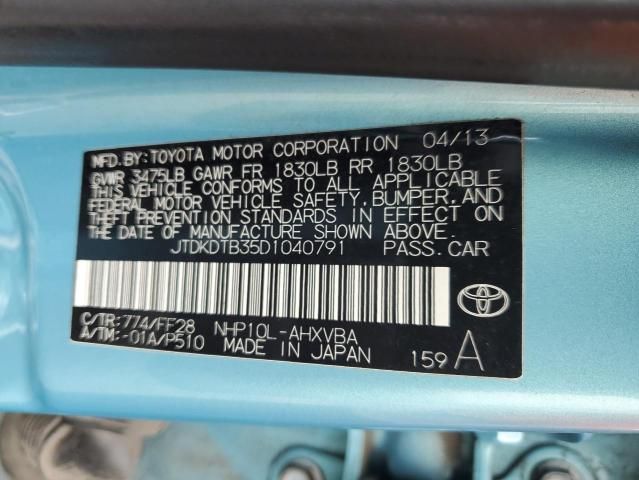 MFD.BY:TOYOTA MOTOR CORPORATION 04/13
GVWR 3475LB GAWR FR 1830LB RR 1830LB
THIS VEHICLE CONFORMS TO ALL APPLICABLE
FEDERAL MOTOR VEHICLE SAFETY, BUMPER, AND
THEFT PREVENTION STANDARDS IN EFFECT ON
THE DATE OF MANUFACTURE SHOWN ABOVE.
JTDKDTB35D1040791 PASS.CAR
C/TR:774/FF28 NHP10L-AHXVBA
A/TM:-01A/P510 MADE IN JAPAN
159 A